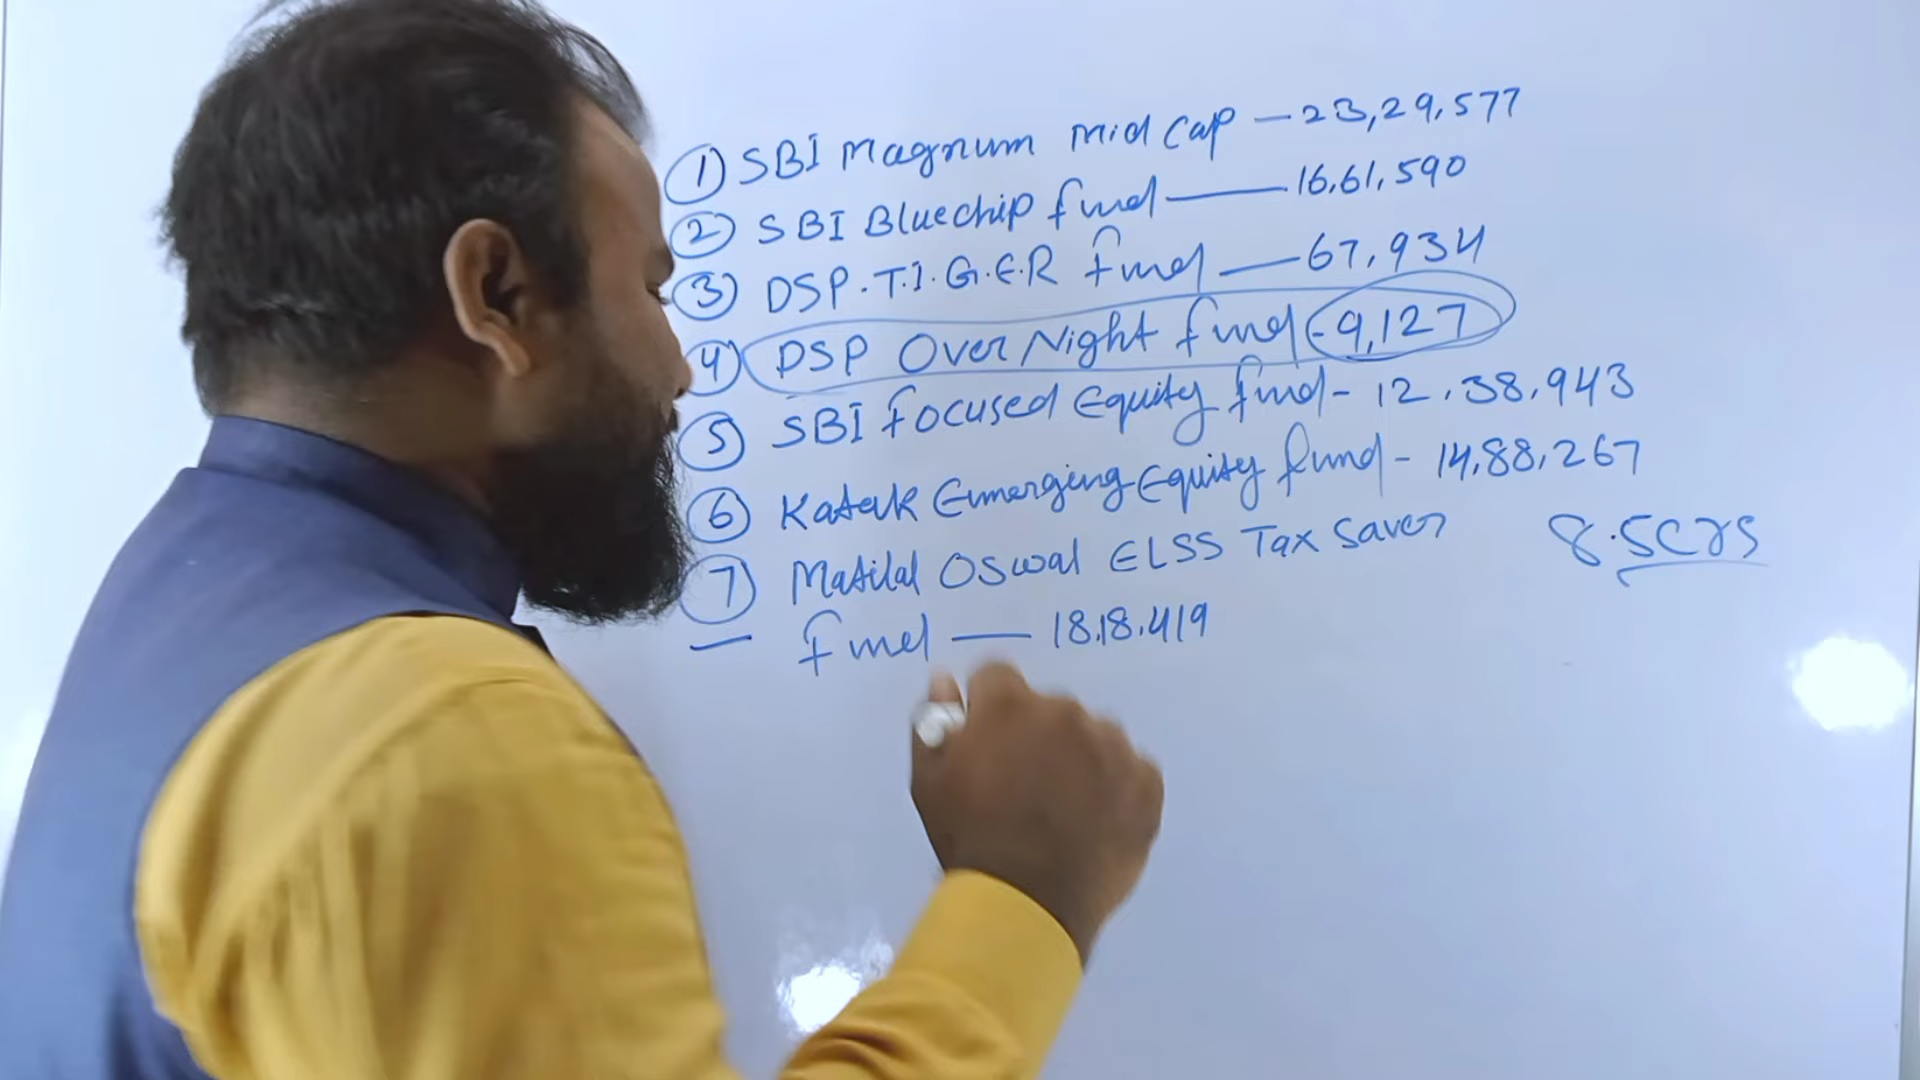 ① SBI Magnum Mid Cap — 23,29,577
② SBI Bluechip fund — 16,61,590
③ DSP.T.I.G.E.R fund — 67,934
④ DSP Over Night fund - 9,127
⑤ SBI focused Equity fund - 12,38,943
⑥ Katak Emerging Equity fund - 14,88,267
⑦ Matilal Oswal ELSS Tax Saver
fund — 18,18,419
8.5crs